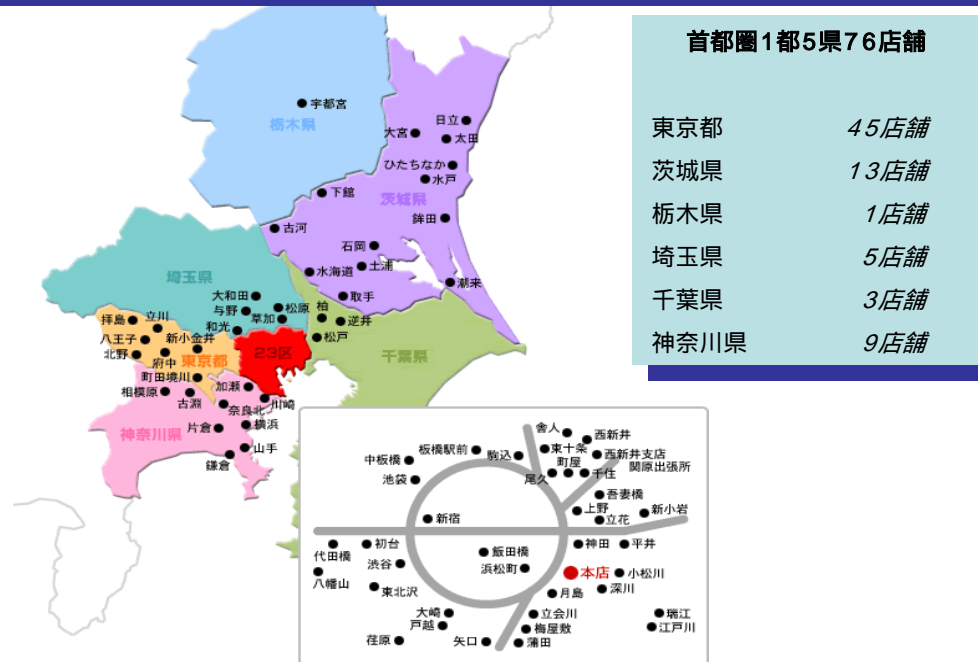 首都圏1都5県76店舗
東京都 45店舗
茨城県 13店舗
栃木県 1店舗
埼玉県 5店舗
千葉県 3店舗
神奈川県 9店舗
宇都宮
栃木県
日立
大宮
太田
ひたちなか
水戸
下館
茨城県
鉾田
古河
石岡
土浦
水海道
潮来
取手
埼玉県
大和田
与野
松原
草加
和光
柏
逆井
松戸
千葉県
拝島
立川
八王子
新小金井
北野
府中
東京都
23区
町田境川
相模原
古淵
加瀬
川崎
奈良北
神奈川県
片倉
横浜
山手
鎌倉
舎人
西新井
板橋駅前
駒込
東十条
西新井支店
関原出張所
中板橋
町屋
池袋
尾久
千住
吾妻橋
上野
新小岩
立花
新宿
代田橋
初台
神田
平井
飯田橋
渋谷
浜松町
本店
小松川
八幡山
東北沢
月島
深川
大崎
立会川
瑞江
戸越
梅屋敷
江戸川
荏原
矢口
蒲田